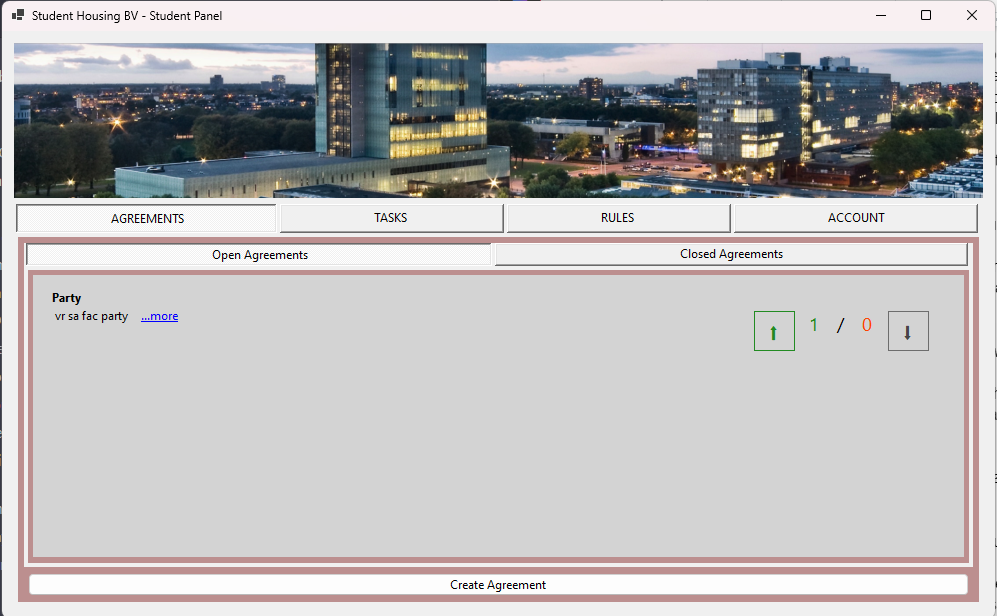 Student Housing BV - Student Panel
AGREEMENTS
TASKS
RULES
ACCOUNT
Open Agreements
Closed Agreements
Party
vr sa fac party ...more
1 / 0
Create Agreement